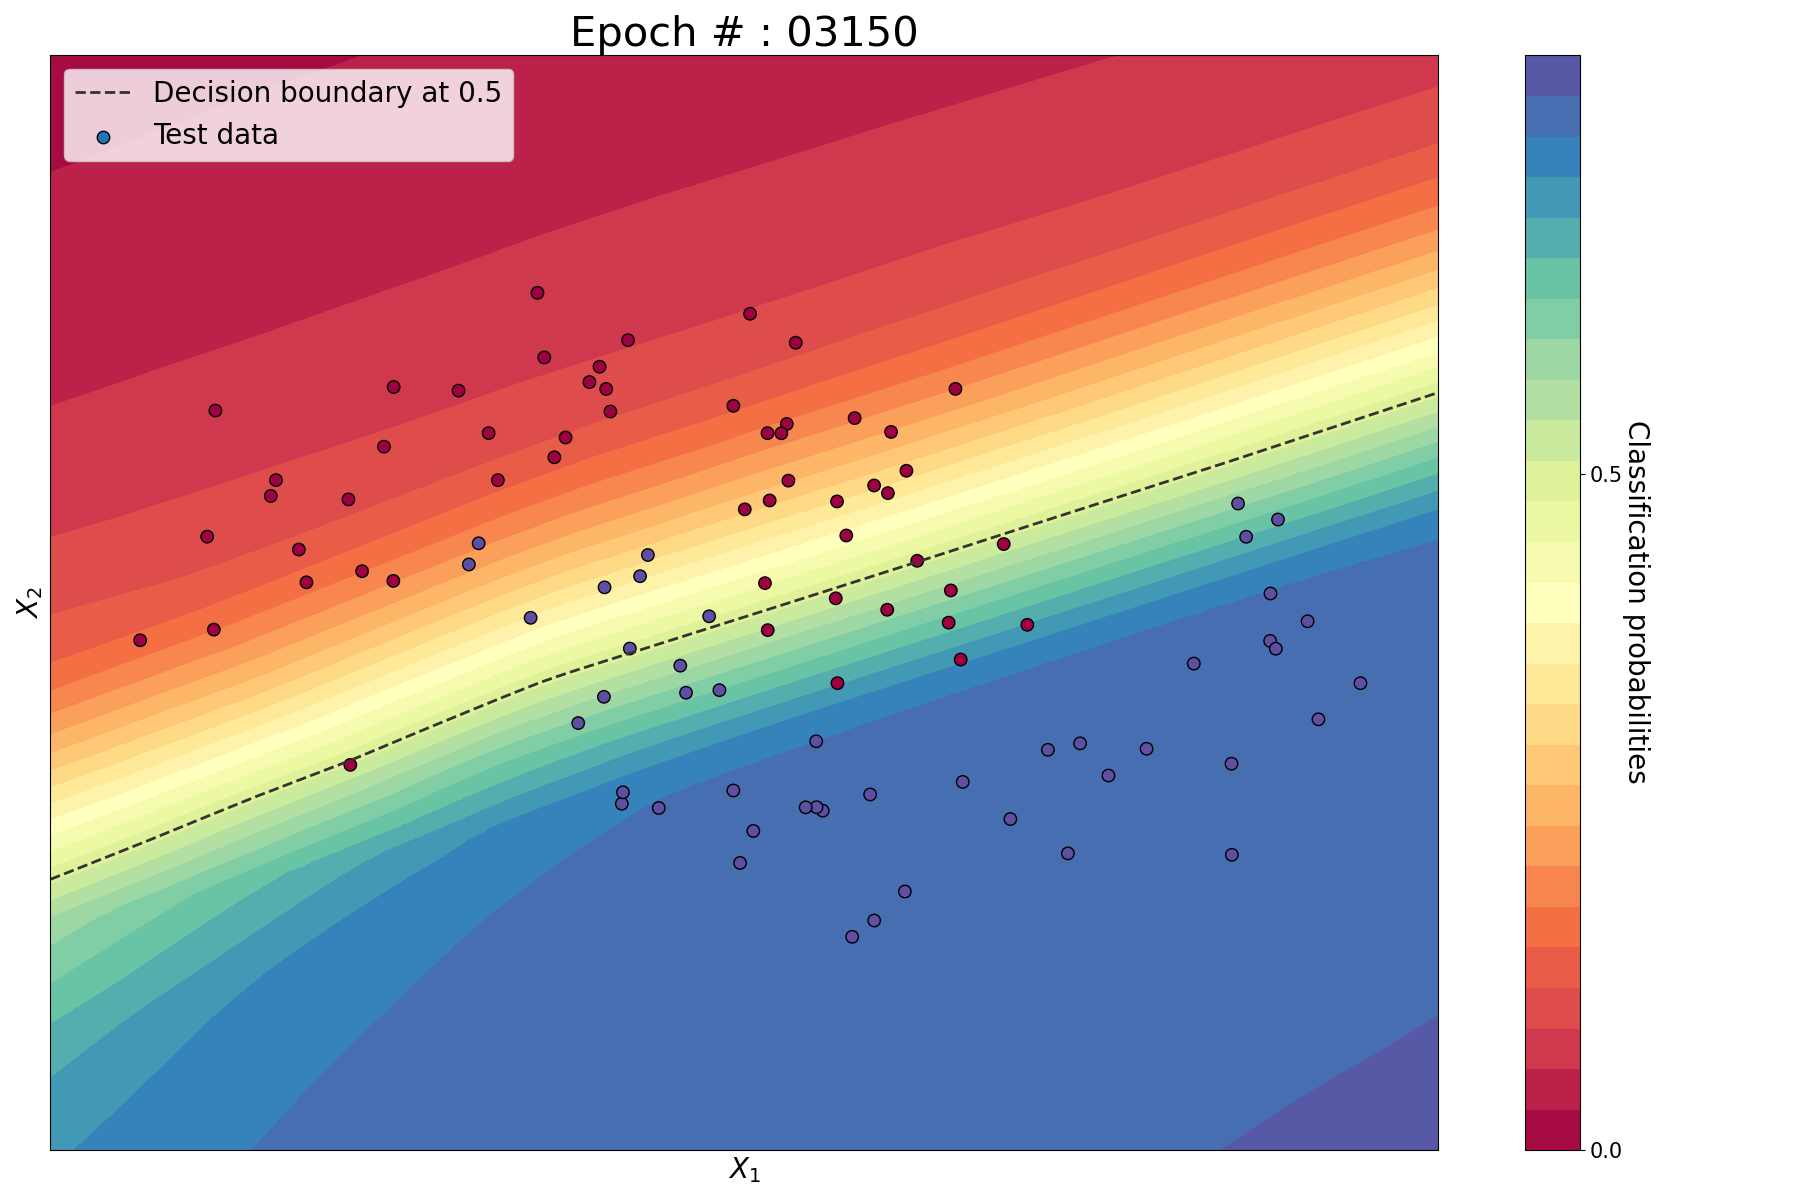 Epoch # : 03150
Decision boundary at 0.5
Test data
X₂
X₁
0.5
0.0
Classification probabilities